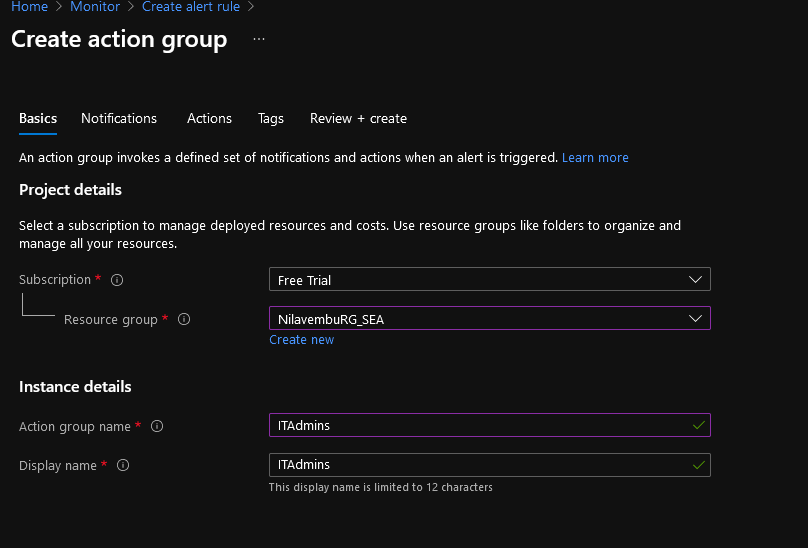 Home > Monitor > Create alert rule >
Create action group ...
Basics Notifications Actions Tags Review + create
An action group invokes a defined set of notifications and actions when an alert is triggered. Learn more
Project details
Select a subscription to manage deployed resources and costs. Use resource groups like folders to organize and
manage all your resources.
Subscription * Free Trial
Resource group * NilavembuRG_SEA
Create new
Instance details
Action group name * ITAdmins
Display name * ITAdmins
This display name is limited to 12 characters